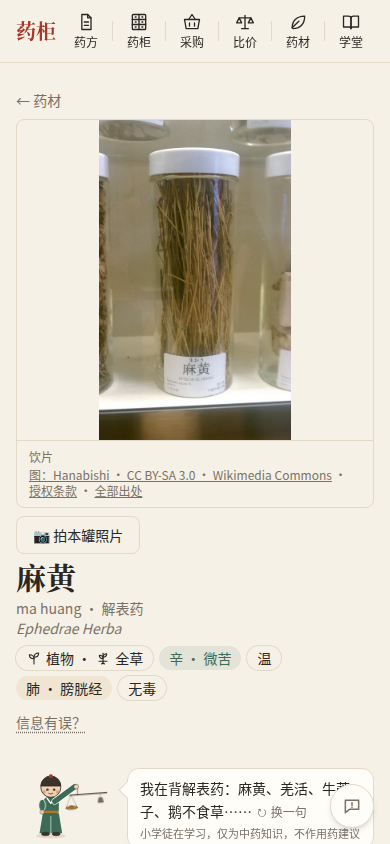 药柜
药方
药柜
采购
比价
药材
学堂
← 药材
麻黄
饮片
图：Hanabishi · CC BY-SA 3.0 · Wikimedia Commons ·
授权条款 · 全部出处
拍本罐照片
麻黄
ma huang · 解表药
Ephedrae Herba
植物 · 全草
辛 · 微苦
温
肺 · 膀胱经
无毒
信息有误？
我在背解表药：麻黄、羌活、牛蒡
子、鹅不食草…… 换一句
小学徒在学习，仅为中药知识，不作用药建议